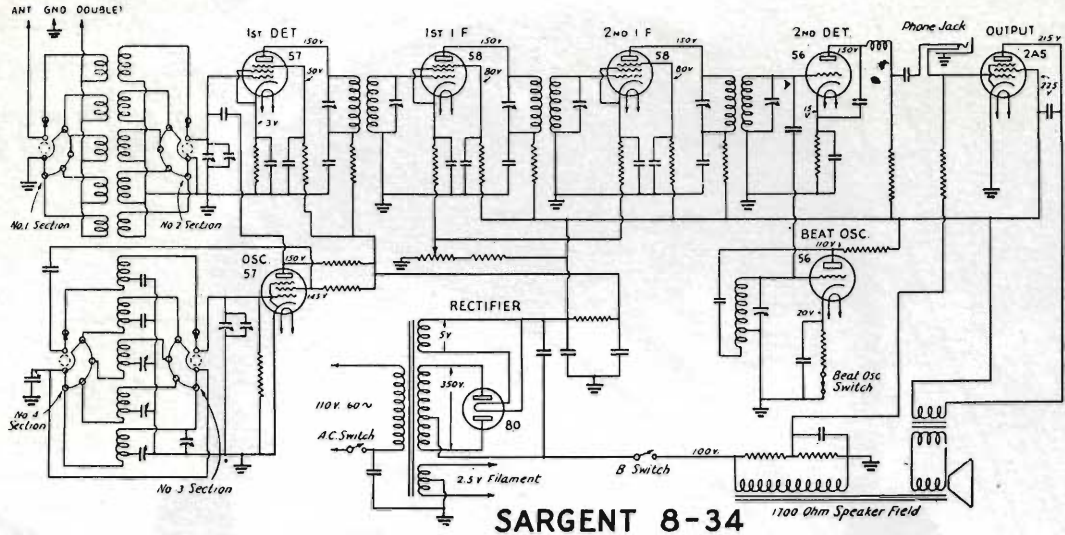 ANT GND DOUBLET
1ST DET
57
150V
50V
3V
1ST I F
58
150V
80V
2ND I F
58
150V
80V
2ND DET.
56
150V
15
V
Phone Jack
OUTPUT
2A5
215V
225
No. 1 Section
No 2 Section
OSC.
57
150V
145V
RECTIFIER
5V
350V.
80
110V. 60~
A.C. Switch
2.5 V Filament
BEAT OSC.
110V
56
20V
Beat Osc
Switch
B Switch
100V.
1700 Ohm Speaker Field
No 4
Section
No 3 Section
SARGENT 8-34